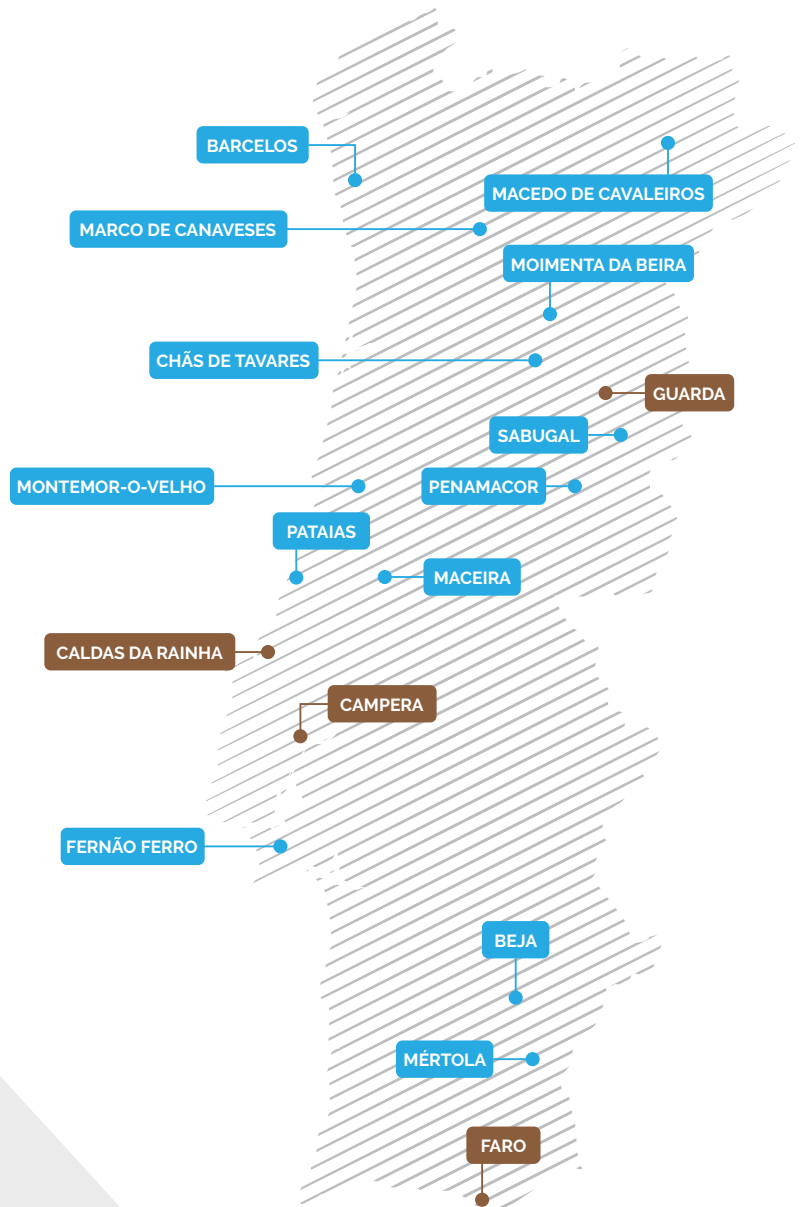 BARCELOS
MACEDO DE CAVALEIROS
MARCO DE CANAVESES
MOIMENTA DA BEIRA
CHÃS DE TAVARES
GUARDA
SABUGAL
MONTEMOR-O-VELHO
PENAMACOR
PATAIAS
MACEIRA
CALDAS DA RAINHA
CAMPERA
FERNÃO FERRO
BEJA
MÉRTOLA
FARO